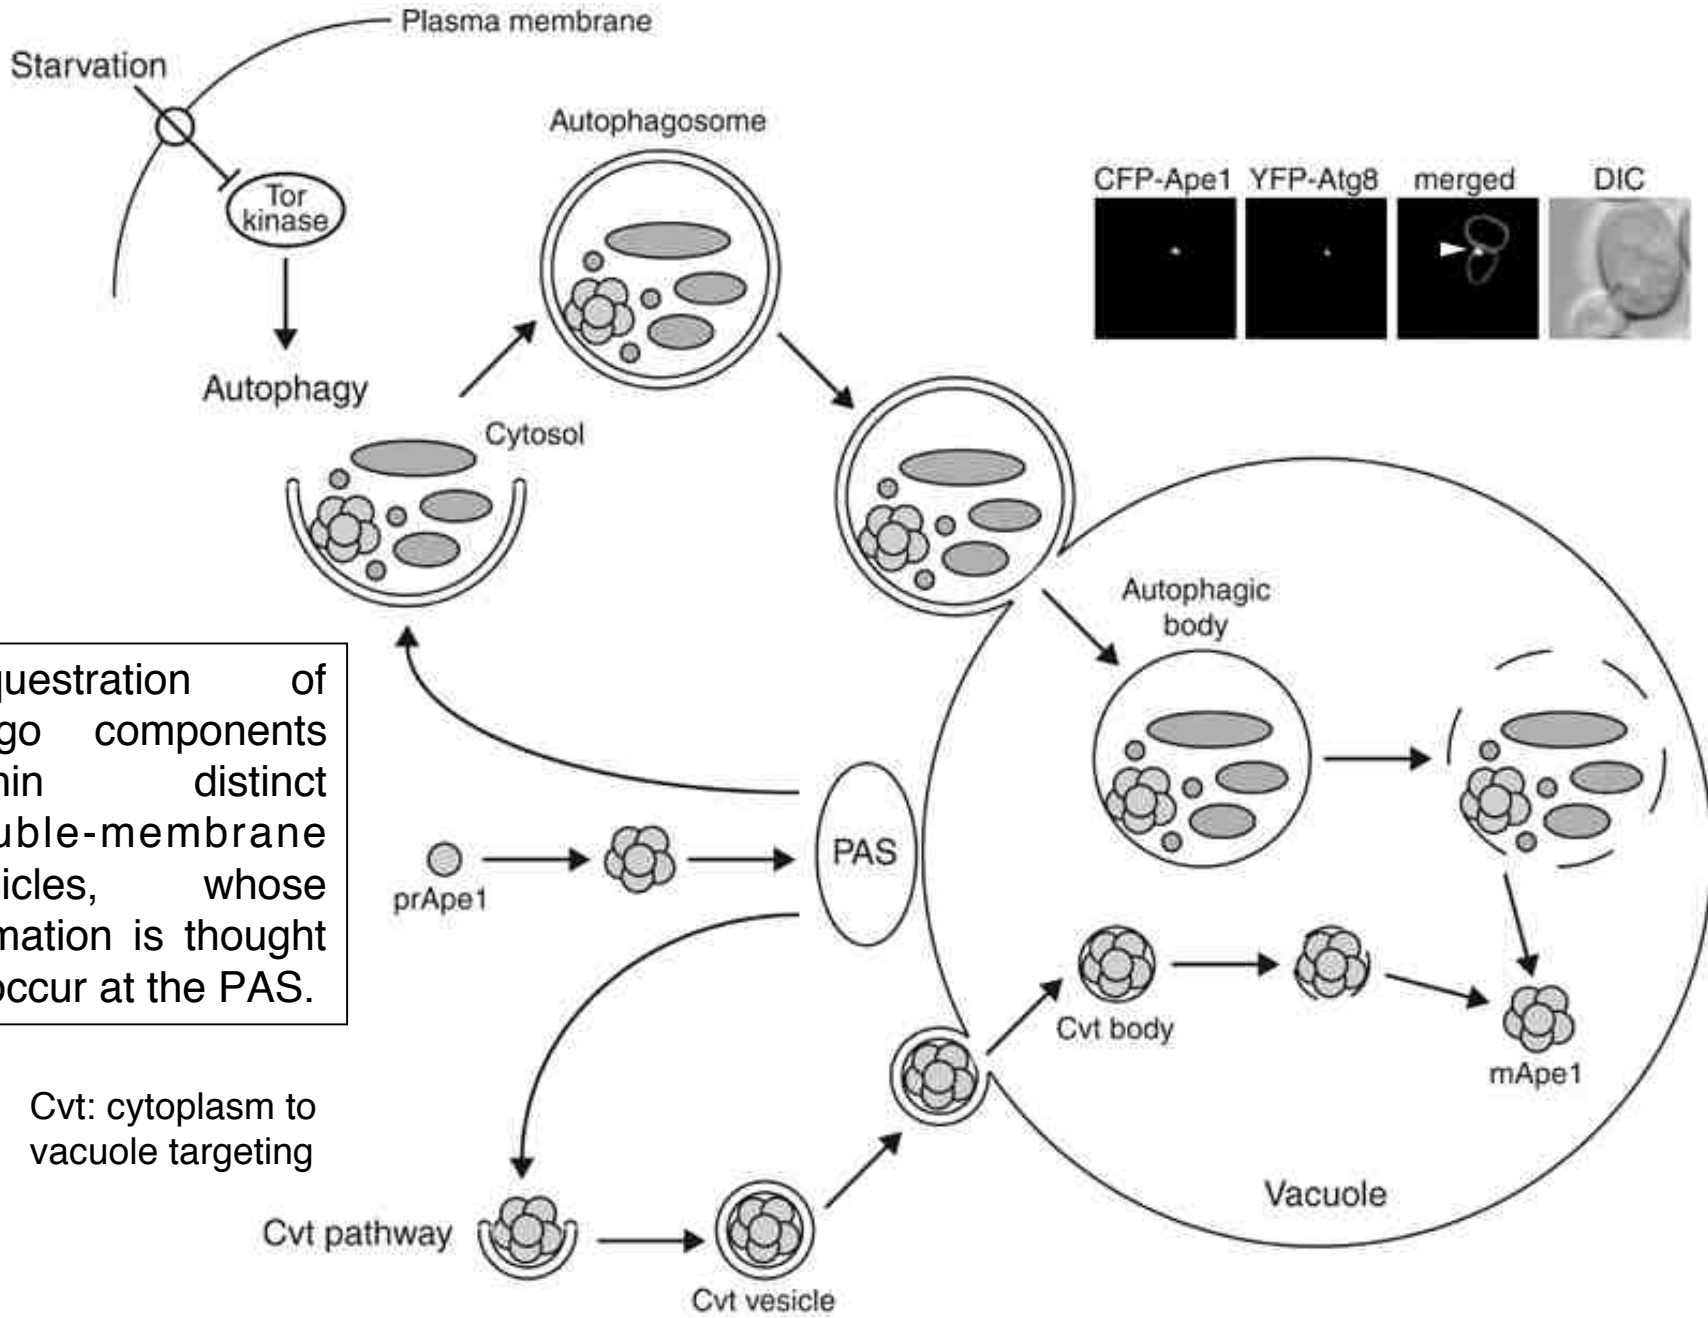 Plasma membrane
Starvation
Autophagosome
Tor
kinase
CFP-Ape1 YFP-Atg8 merged DIC
Autophagy
Cytosol
Autophagic
body
questration of
go components
hin distinct
uble-membrane
sicles, whose
mation is thought
occur at the PAS.
PAS
prApe1
Cvt body
mApe1
Cvt: cytoplasm to
vacuole targeting
Vacuole
Cvt pathway
Cvt vesicle